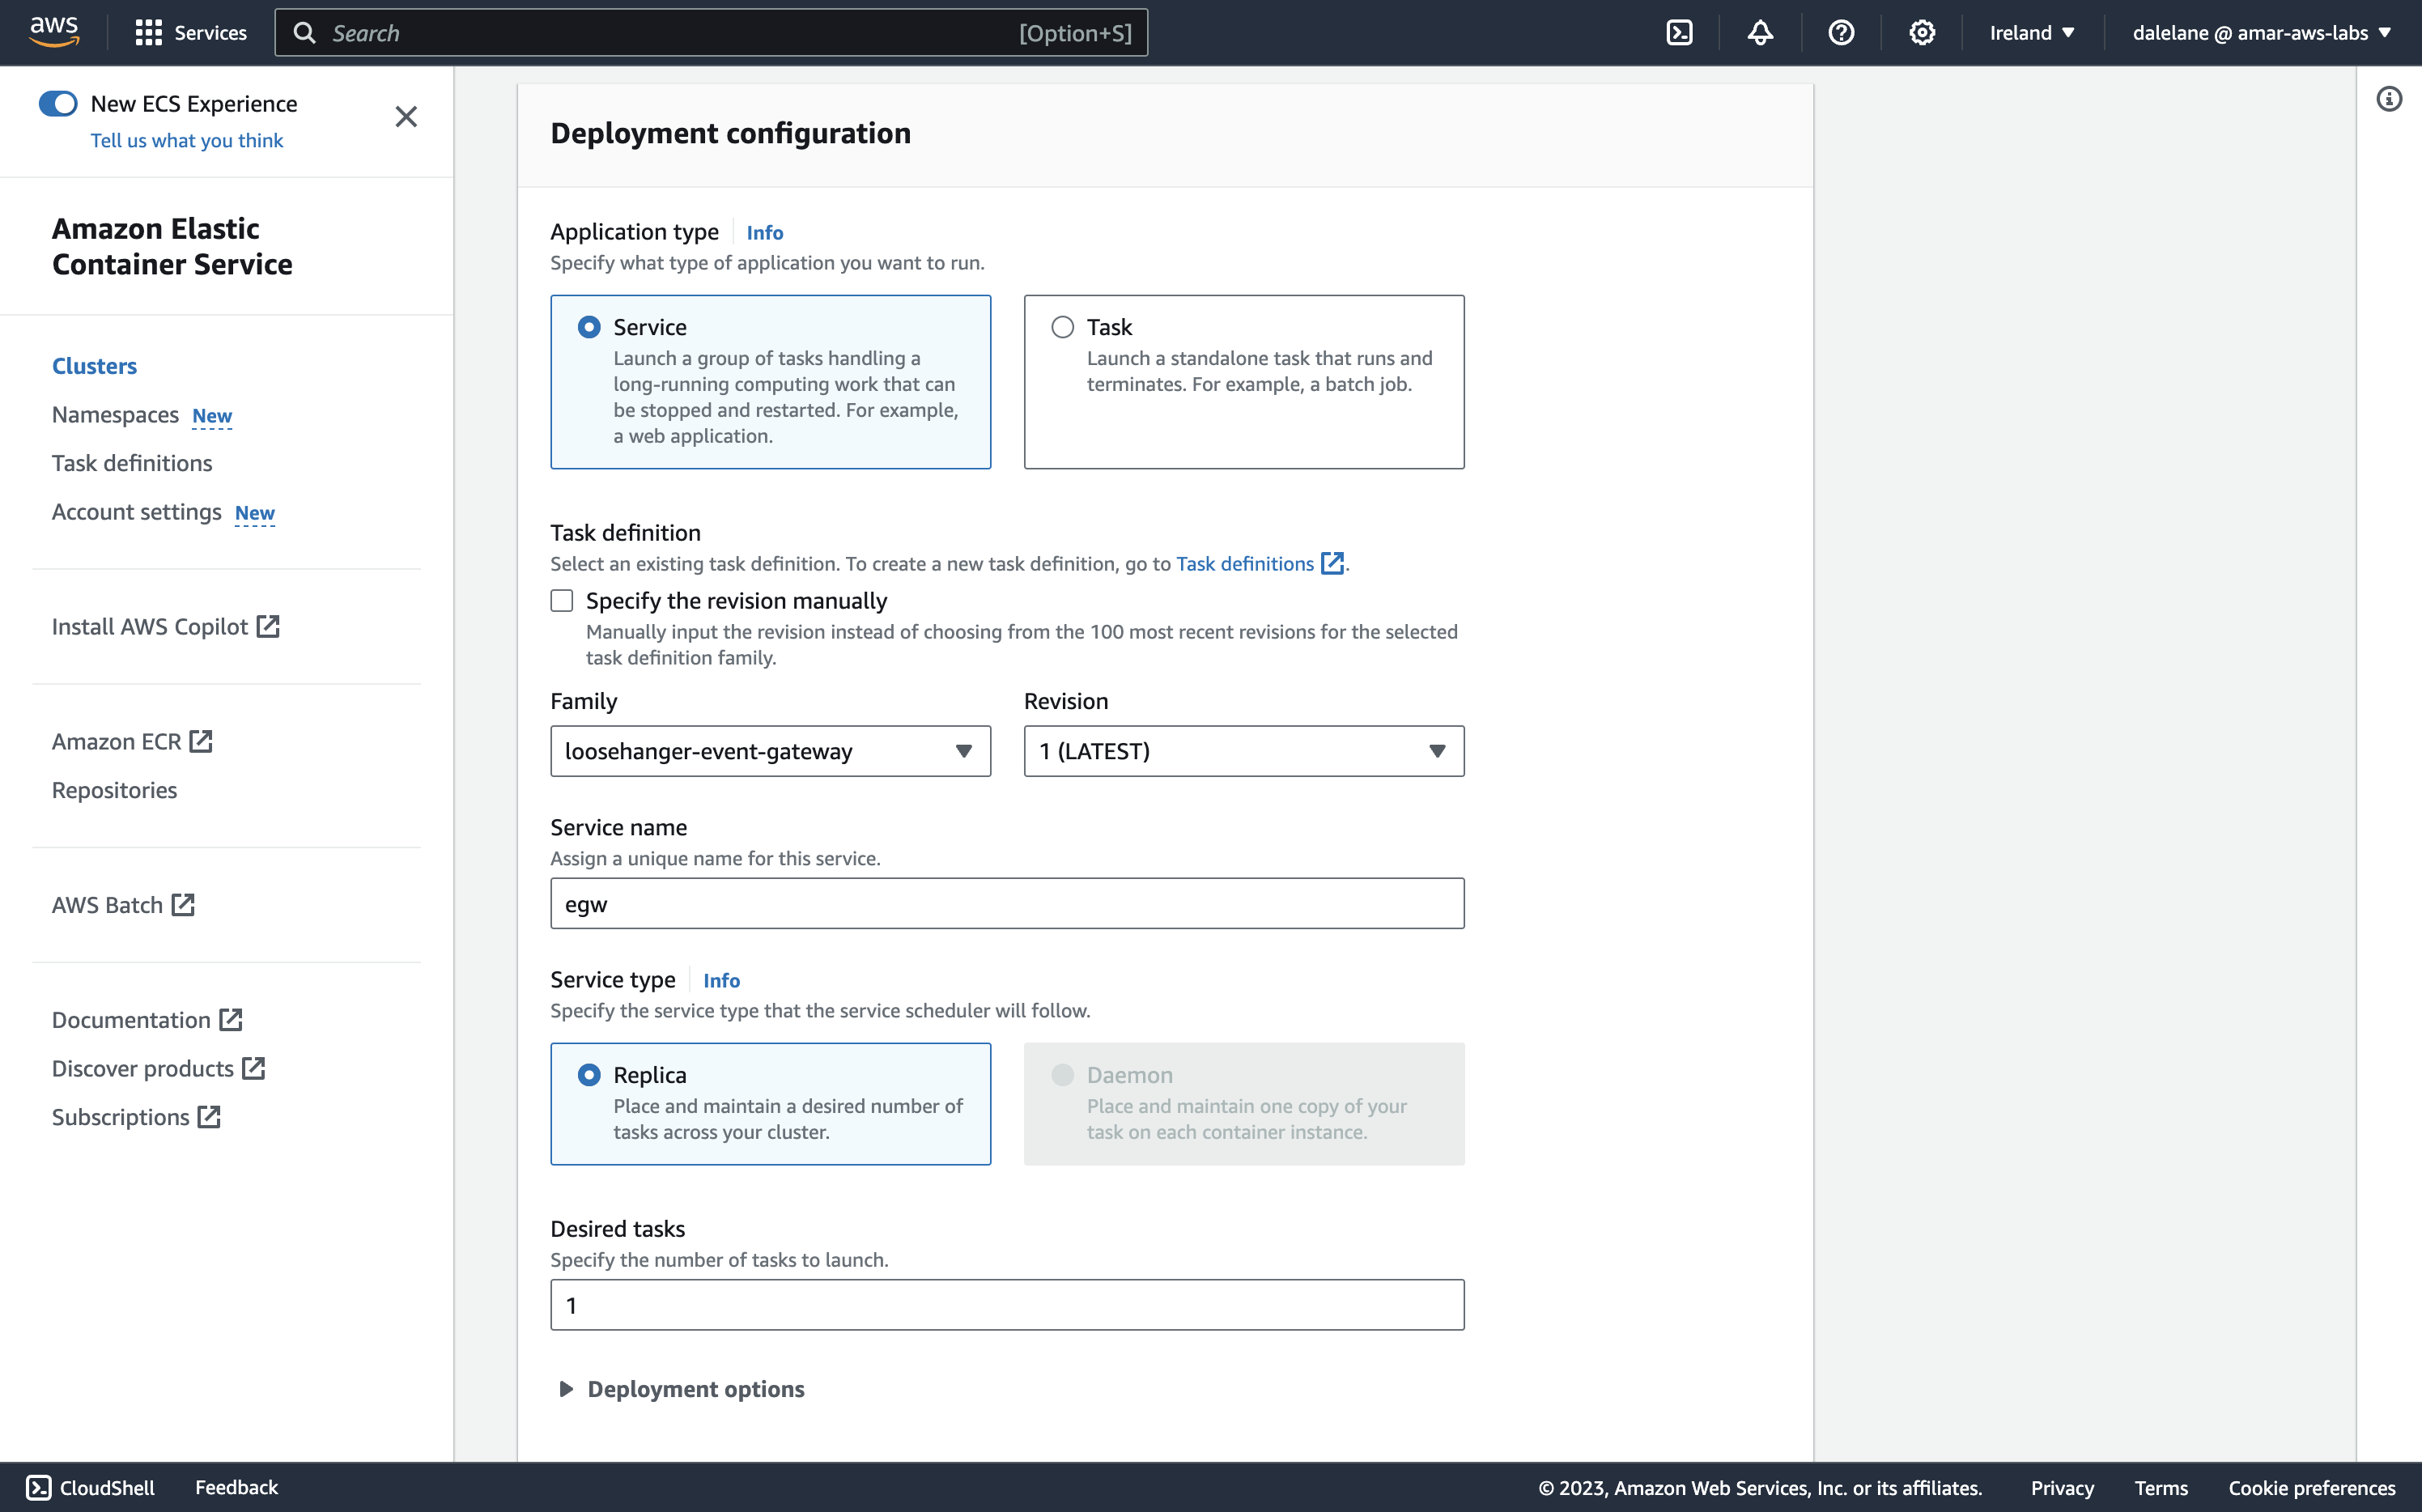 aws
Services
Search
[Option+S]
Ireland
dalelane @ amar-aws-labs
New ECS Experience
Tell us what you think
Amazon Elastic
Container Service
Clusters
Namespaces New
Task definitions
Account settings New
Install AWS Copilot
Amazon ECR
Repositories
AWS Batch
Documentation
Discover products
Subscriptions
Deployment configuration
Application type Info
Specify what type of application you want to run.
Service
Launch a group of tasks handling a
long-running computing work that can
be stopped and restarted. For example,
a web application.
Task
Launch a standalone task that runs and
terminates. For example, a batch job.
Task definition
Select an existing task definition. To create a new task definition, go to Task definitions.
Specify the revision manually
Manually input the revision instead of choosing from the 100 most recent revisions for the selected
task definition family.
Family
loosehanger-event-gateway
Revision
1 (LATEST)
Service name
Assign a unique name for this service.
egw
Service type Info
Specify the service type that the service scheduler will follow.
Replica
Place and maintain a desired number of
tasks across your cluster.
Daemon
Place and maintain one copy of your
task on each container instance.
Desired tasks
Specify the number of tasks to launch.
1
Deployment options
CloudShell
Feedback
© 2023, Amazon Web Services, Inc. or its affiliates.
Privacy
Terms
Cookie preferences